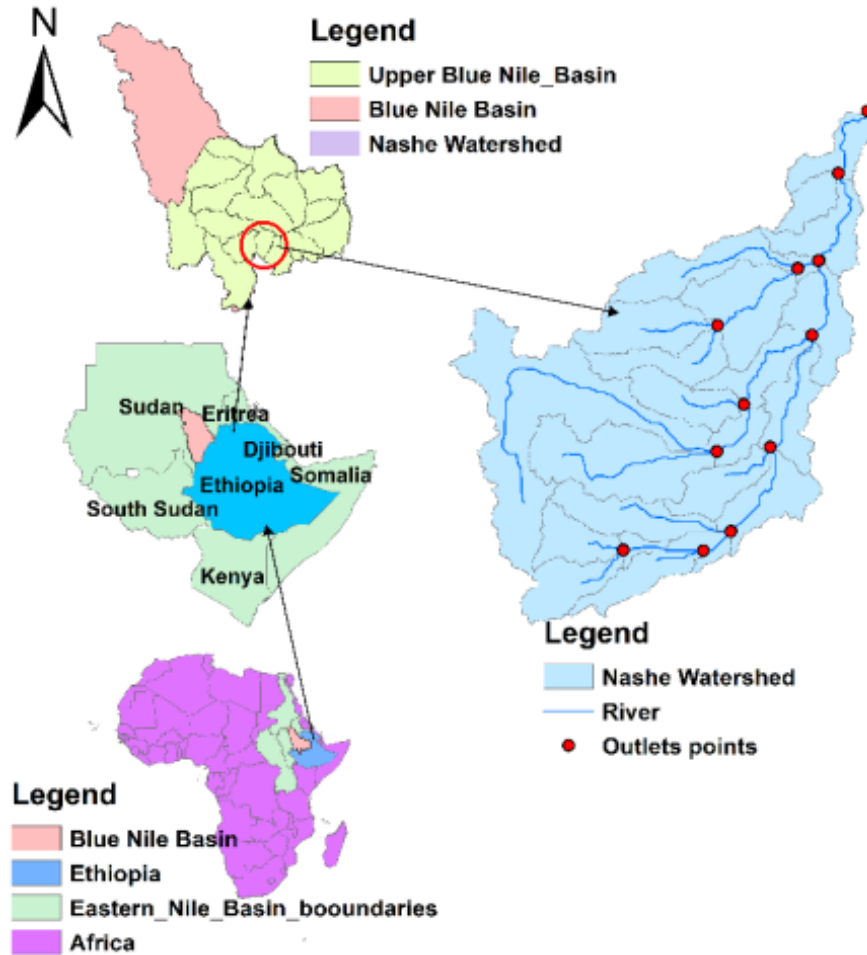 N
Legend
Upper Blue Nile_Basin
Blue Nile Basin
Nashe Watershed
Sudan
Eritrea
Djibouti
Somalia
Ethiopia
South Sudan
Kenya
Legend
Nashe Watershed
River
Outlets points
Legend
Blue Nile Basin
Ethiopia
Eastern_Nile_Basin_booundaries
Africa